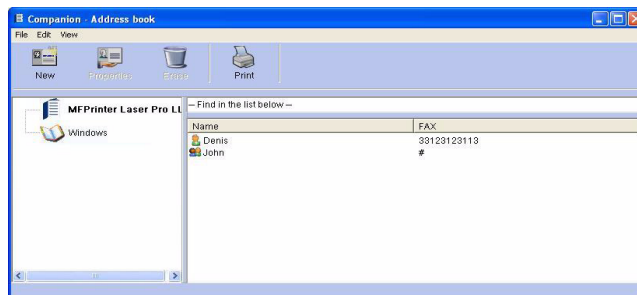 Companion - Address book
File Edit View
New Properties Erase Print
MFPrinter Laser Pro LL
Windows
-- Find in the list below --
Name FAX
Denis 33123123113
John #